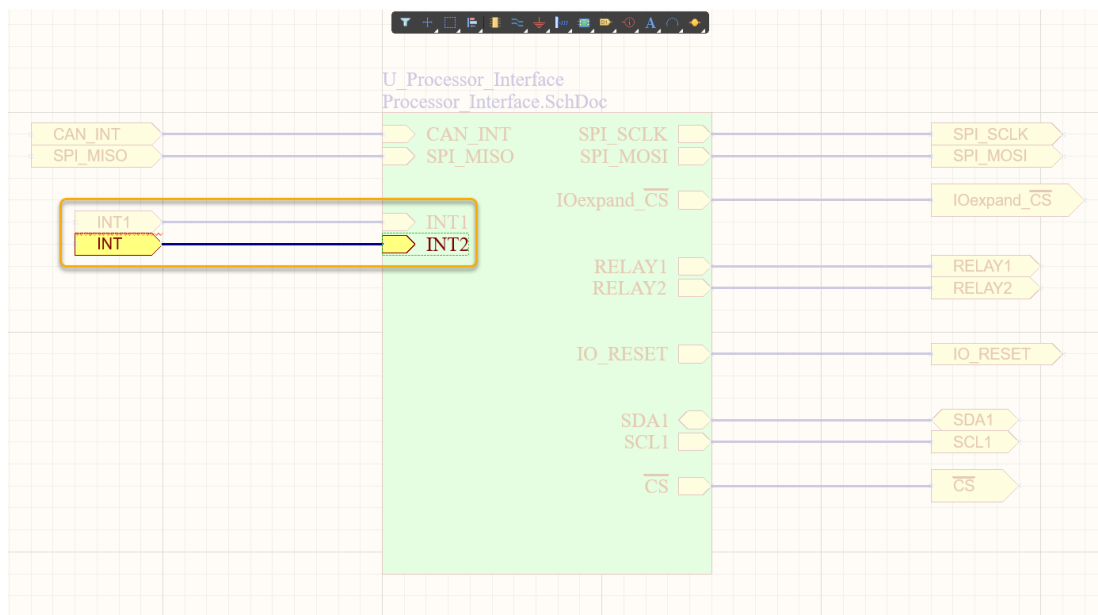 U_Processor_Interface
Processor_Interface.SchDoc
CAN_INT CAN_INT SPI_SCLK SPI_SCLK
SPI_MISO SPI_MISO SPI_MOSI SPI_MOSI
IOexpand_CS IOexpand_CS
INT1 INT1
INT INT2
RELAY1 RELAY1
RELAY2 RELAY2
IO_RESET IO_RESET
SDA1 SDA1
SCL1 SCL1
CS CS